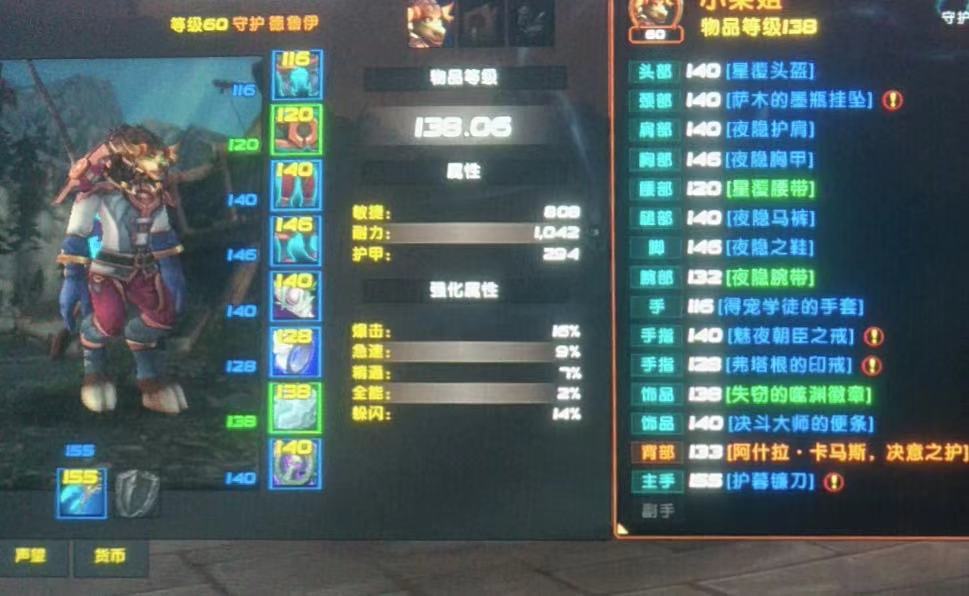 等级60 守护 德鲁伊
116
116
120
120
140
140
146
146
140
140
128
128
138
138
140
140
155
155
声望
货币
物品等级
138.06
属性
敏捷： 808
耐力： 1,042
护甲： 294
强化属性
爆击： 16%
急速： 9%
精通： 7%
全能： 2%
躲闪： 14%
60
物品等级138
守护
头部 140 [星覆头盔]
颈部 140 [萨木的墨瓶挂坠]
肩部 140 [夜隐护肩]
胸部 146 [夜隐胸甲]
腰部 120 [星覆腰带]
腿部 140 [夜隐马裤]
脚 146 [夜隐之鞋]
腕部 132 [夜隐腕带]
手 116 [得宠学徒的手套]
手指 140 [魅夜朝臣之戒]
手指 128 [弗塔根的印戒]
饰品 138 [失窃的噬渊徽章]
饰品 140 [决斗大师的便条]
背部 133 [阿什拉·卡马斯，决意之护]
主手 155 [护暮镰刀]
副手